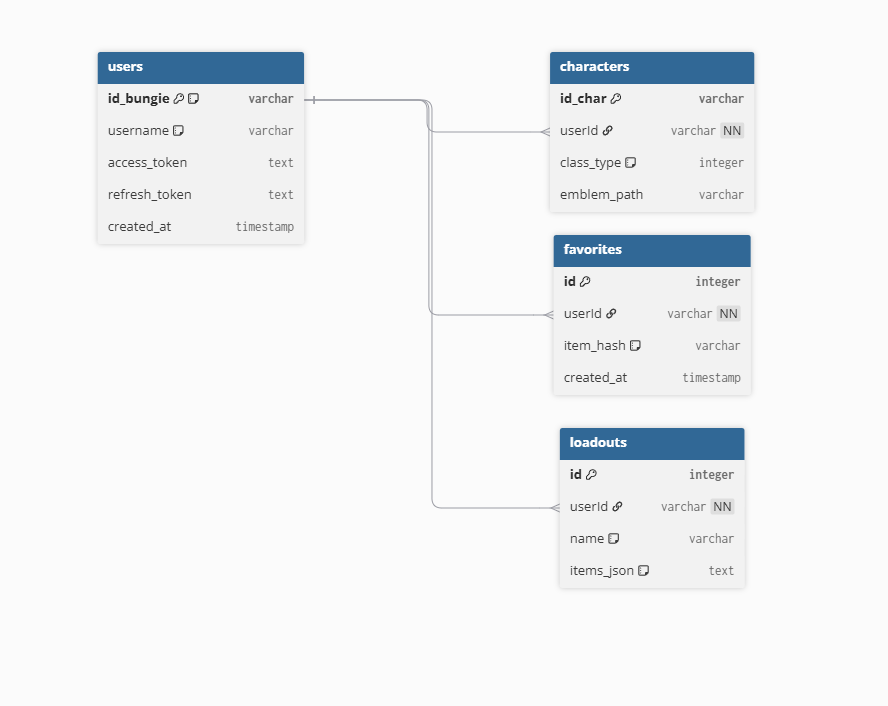 users
id_bungie varchar
username varchar
access_token text
refresh_token text
created_at timestamp
characters
id_char varchar
userId varchar NN
class_type integer
emblem_path varchar
favorites
id integer
userId varchar NN
item_hash varchar
created_at timestamp
loadouts
id integer
userId varchar NN
name varchar
items_json text